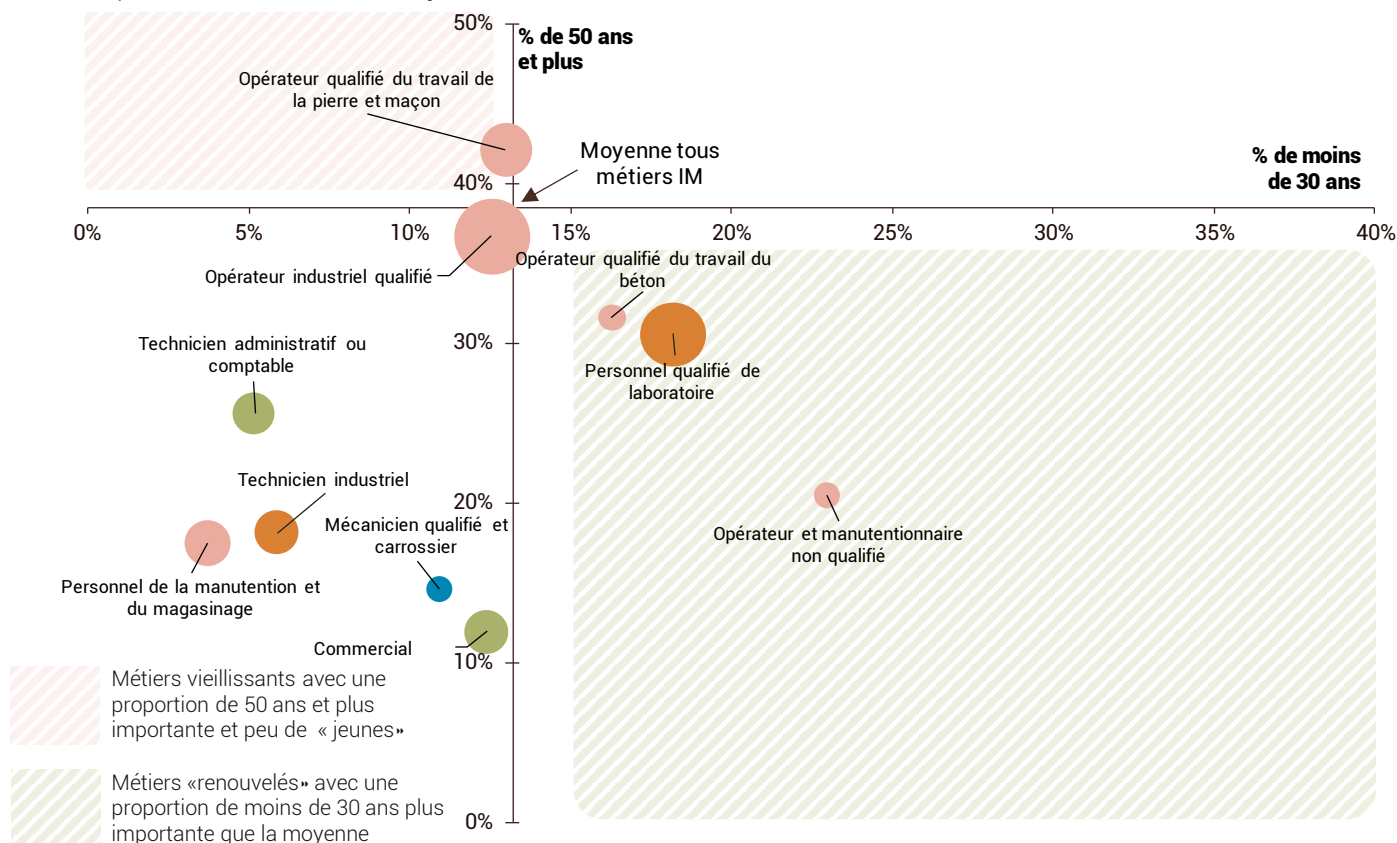 50%
% de 50 ans
et plus
Opérateur qualifié du travail de
la pierre et maçon
Moyenne tous
métiers IM
% de moins
de 30 ans
40%
0%
5%
10%
15%
20%
25%
30%
35%
40%
Opérateur industriel qualifié
Opérateur qualifié du travail du
béton
30%
Technicien administratif ou
comptable
Personnel qualifié de
laboratoire
Technicien industriel
20%
Mécanicien qualifié et
carrossier
Opérateur et manutentionnaire
non qualifié
Personnel de la manutention et
du magasinage
Commercial
10%
Métiers vieillissants avec une
proportion de 50 ans et plus
importante et peu de « jeunes»
Métiers «renouvelés» avec une
proportion de moins de 30 ans plus
importante que la moyenne
0%